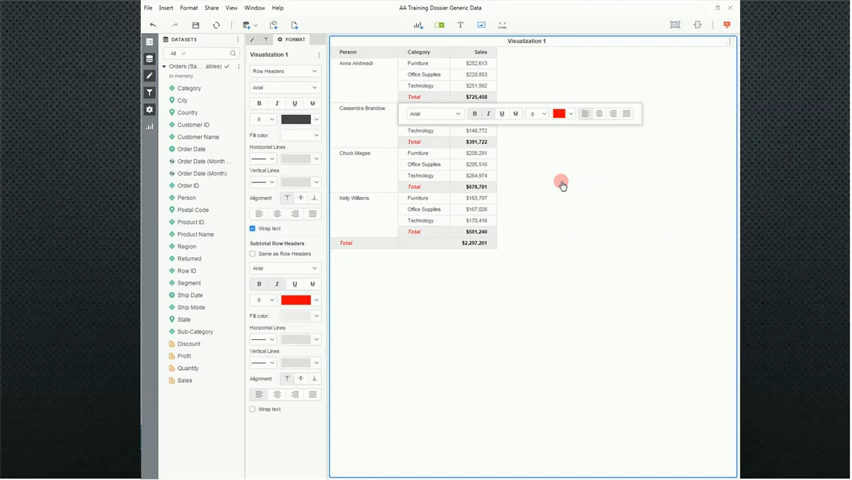 File Insert Format Share View Window Help
AA Training Dossier Generic Data
DATASETS
All
Orders (Sa... ables)
In memory
Category
City
Country
Customer ID
Customer Name
Order Date
Order Date (Month ...
Order Date (Month)
Order ID
Person
Postal Code
Product ID
Product Name
Region
Returned
Row ID
Segment
Ship Date
Ship Mode
State
Sub-Category
Discount
Profit
Quantity
Sales
FORMAT
Visualization 1
Row Headers
Arial
B I U U
8
Fill color:
Horizontal Lines
Vertical Lines
Alignment
Wrap text
Subtotal Row Headers
Same as Row Headers
Arial
B I U U
8
Fill color:
Horizontal Lines
Vertical Lines
Alignment
Wrap text
Visualization 1
Person Category Sales
Anna Andreadi Furniture $252,613
Office Supplies $220,853
Technology $251,992
Total $725,458
Cassandra Brandow
Arial B I U U 8
Technology $148,772
Total $391,722
Chuck Magee Furniture $208,291
Office Supplies $205,516
Technology $264,974
Total $678,781
Kelly Williams Furniture $163,797
Office Supplies $167,026
Technology $170,416
Total $501,240
Total $2,297,201